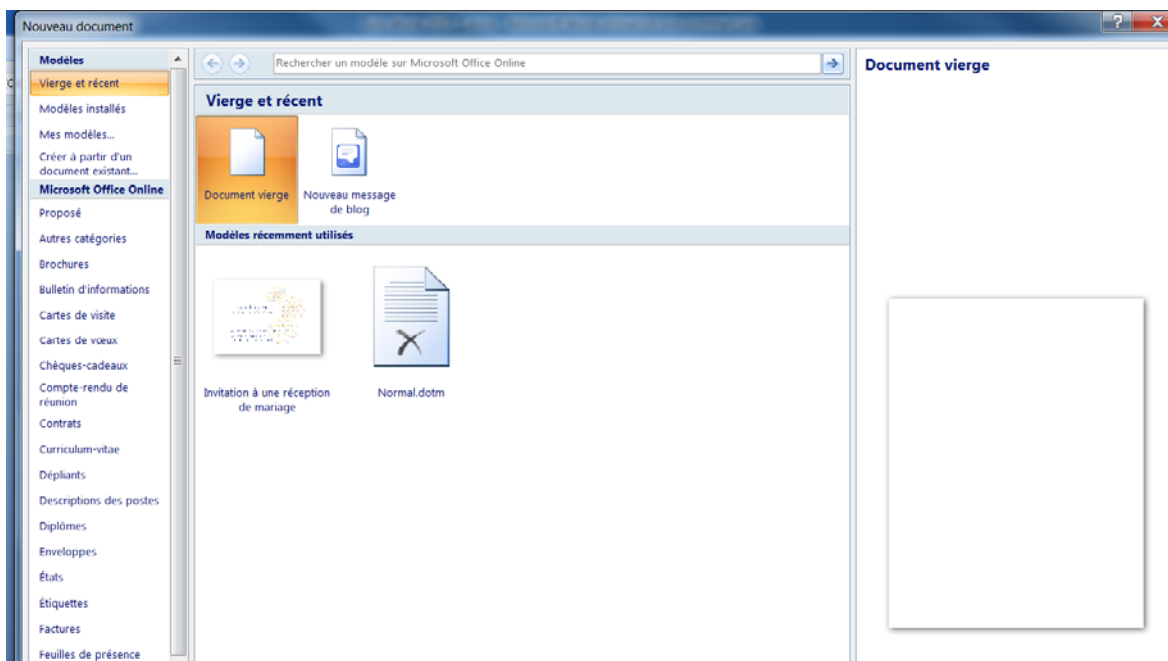 Nouveau document
Modèles
Vierge et récent
Modèles installés
Mes modèles...
Créer à partir d'un
document existant...
Microsoft Office Online
Proposé
Autres catégories
Brochures
Bulletin d'informations
Cartes de visite
Cartes de vœux
Chèques-cadeaux
Compte-rendu de
réunion
Contrats
Curriculum-vitae
Dépliants
Descriptions des postes
Diplômes
Enveloppes
États
Étiquettes
Factures
Feuilles de présence
Rechercher un modèle sur Microsoft Office Online
Vierge et récent
Document vierge
Nouveau message
de blog
Modèles récemment utilisés
Invitation à une réception
de mariage
Normal.dotm
Document vierge